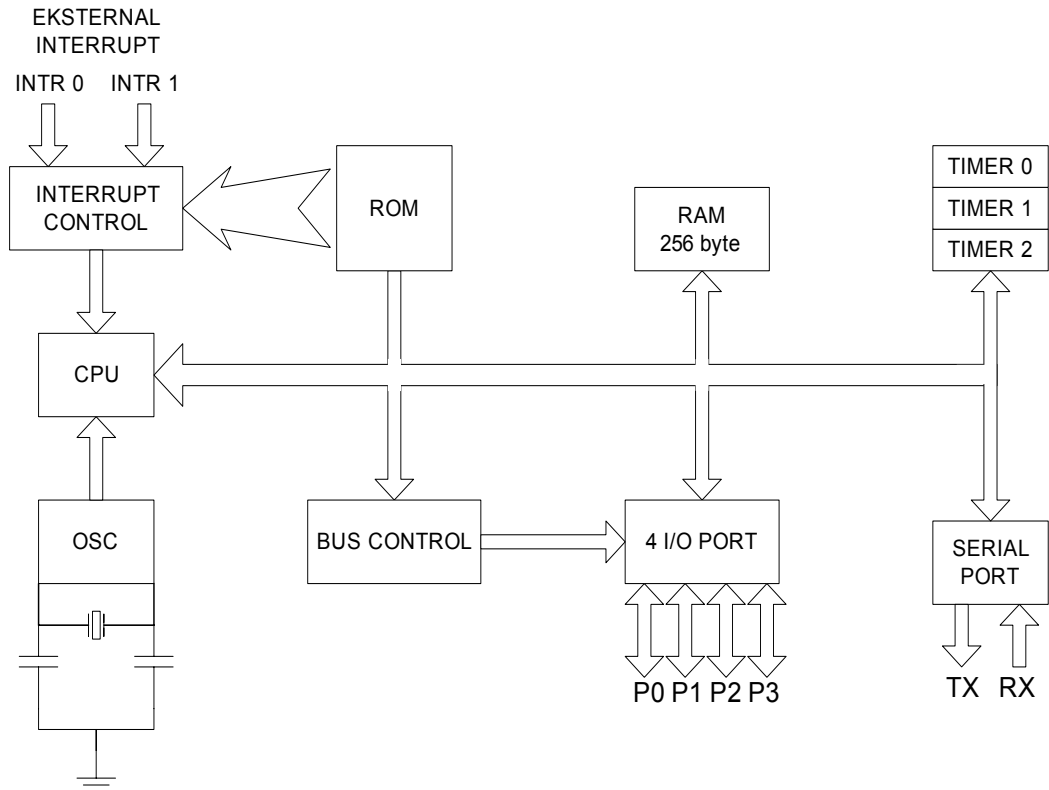 EKSTERNAL
INTERRUPT
INTR 0 INTR 1
INTERRUPT
CONTROL
ROM
RAM
256 byte
TIMER 0
TIMER 1
TIMER 2
CPU
OSC
BUS CONTROL
4 I/O PORT
SERIAL
PORT
P0 P1 P2 P3
TX RX